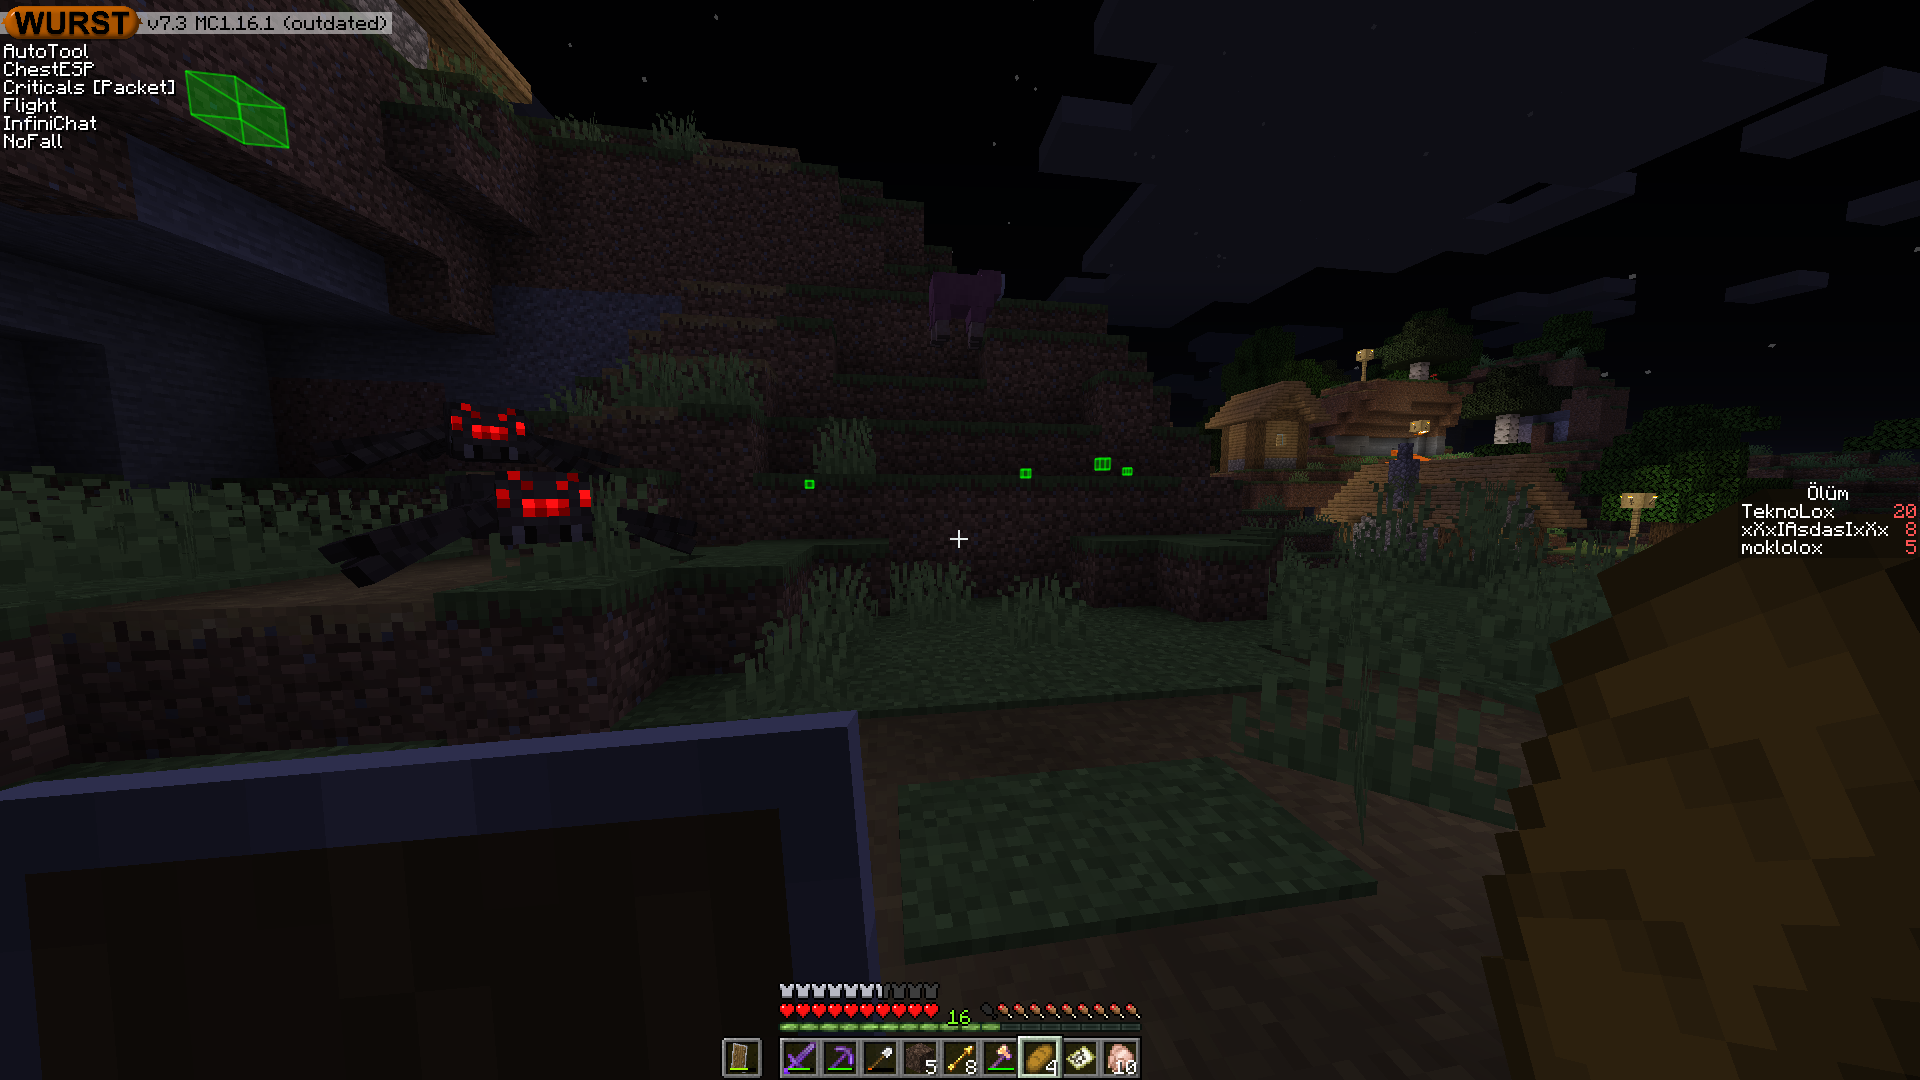 WURST v7.3 MC1.16.1 (outdated)
AutoTool
ChestESP
Criticals [Packet]
Flight
InfiniChat
NoFall
Ölüm
TeknoLox 20
xXxIAsdasIxXx 8
moklolox 5
16
5 8 4 10